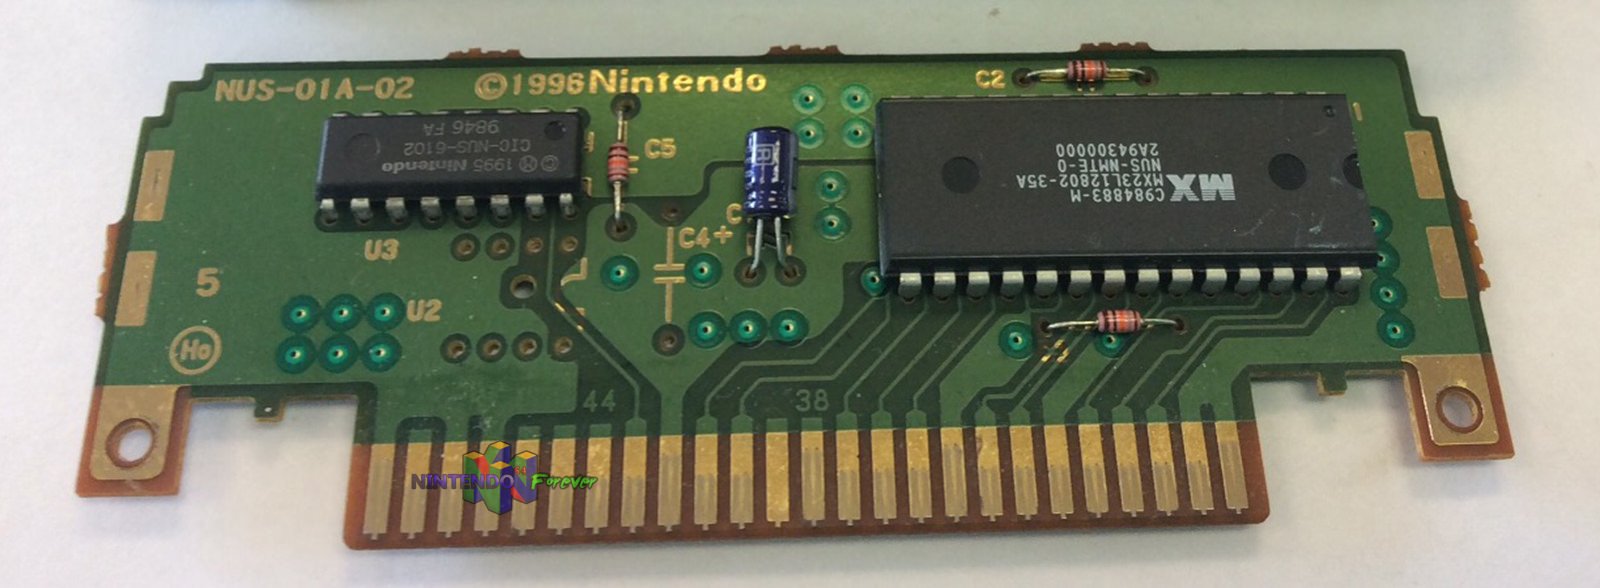 NUS-01A-02
©1996 Nintendo
C2
9846 FA
CIC-NUS-6102
© 1995 Nintendo
C5
C984883-M
MX23L12802-35A
NUS-NMTE-0
2A94300000
MX
R
C
C4+
U3
5
U2
Ho
44
38
NINTENDO
64
Forever